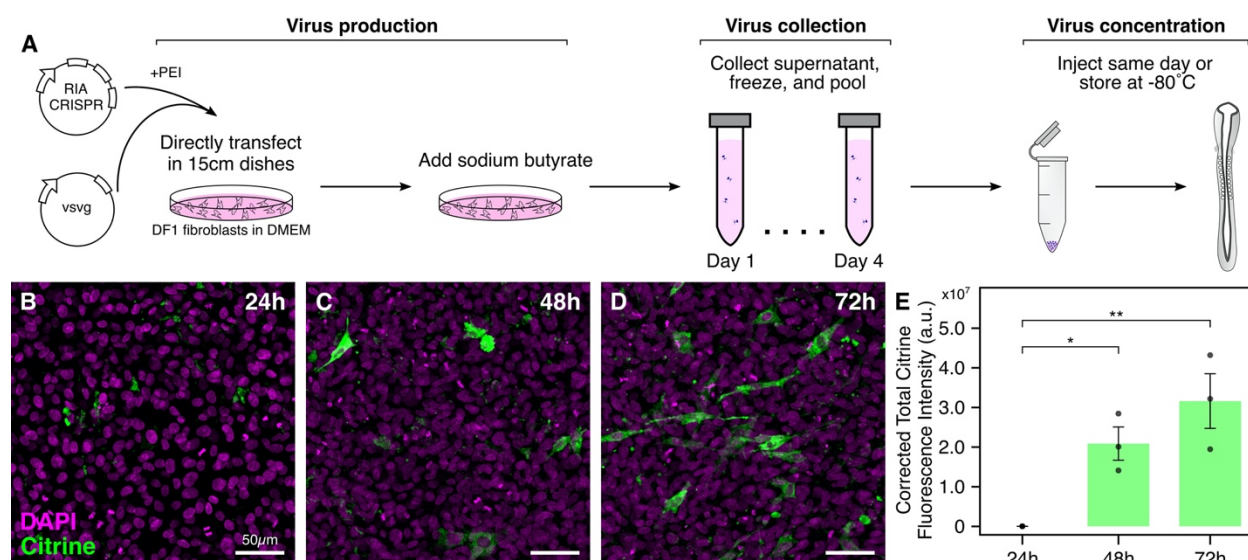 A
Virus production
Virus collection
Virus concentration
RIA
CRISPR
+PEI
vsvg
Directly transfect
in 15cm dishes
DF1 fibroblasts in DMEM
Add sodium butyrate
Collect supernatant,
freeze, and pool
Day 1
Day 4
Inject same day or
store at -80˚C
B
24h
DAPI
Citrine
50µm
C
48h
D
72h
E
Corrected Total Citrine
Fluorescence Intensity (a.u.)
x10⁷
5.0
4.0
3.0
2.0
1.0
0
**
*
24h
48h
72h